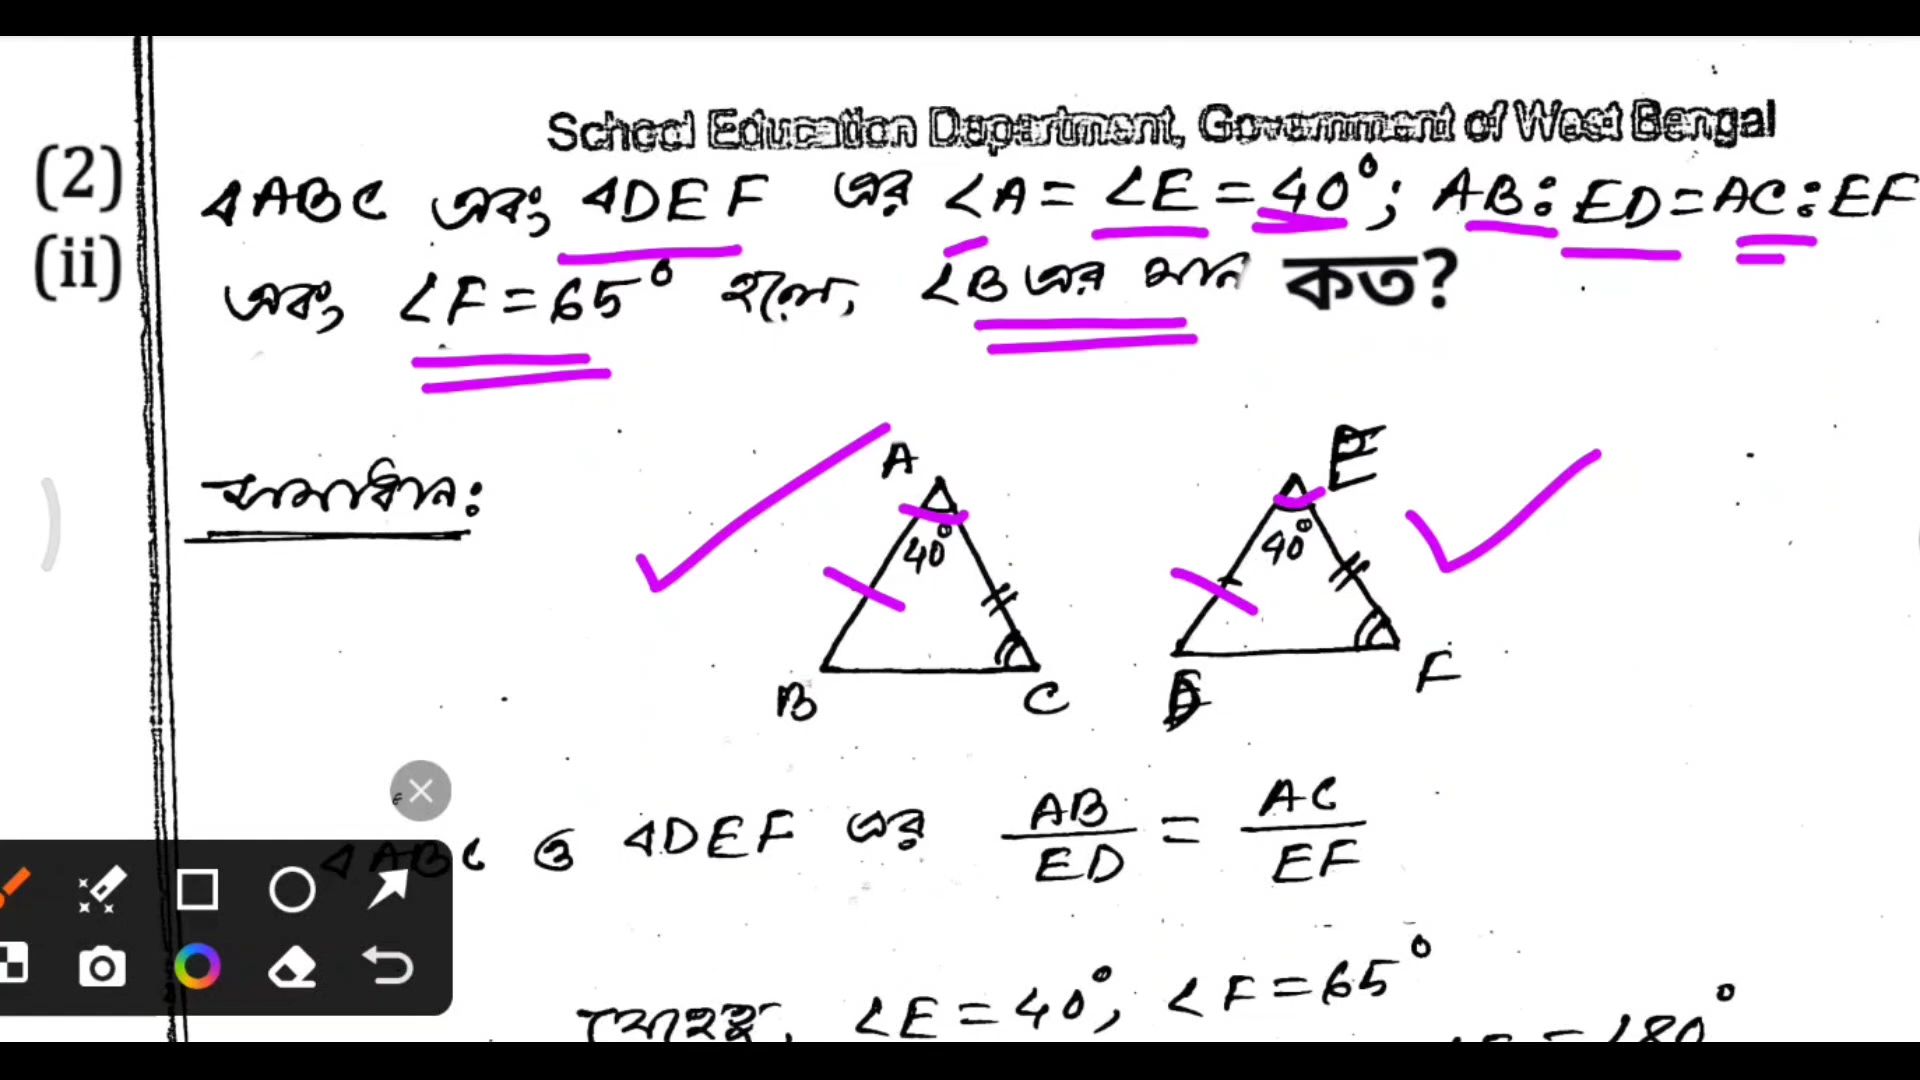 School Education Department, Government of West Bengal
(2) ΔABC এবং ΔDEF এর ∠A = ∠E = 40°; AB : ED = AC : EF
(ii) এবং ∠F = 65° হলে, ∠B এর মান কত?
সমাধান:
A E
40° 40°
B C D F
ΔABC ও ΔDEF এর AB/ED = AC/EF
যেহেতু, ∠E = 40°, ∠F = 65°
= 180°